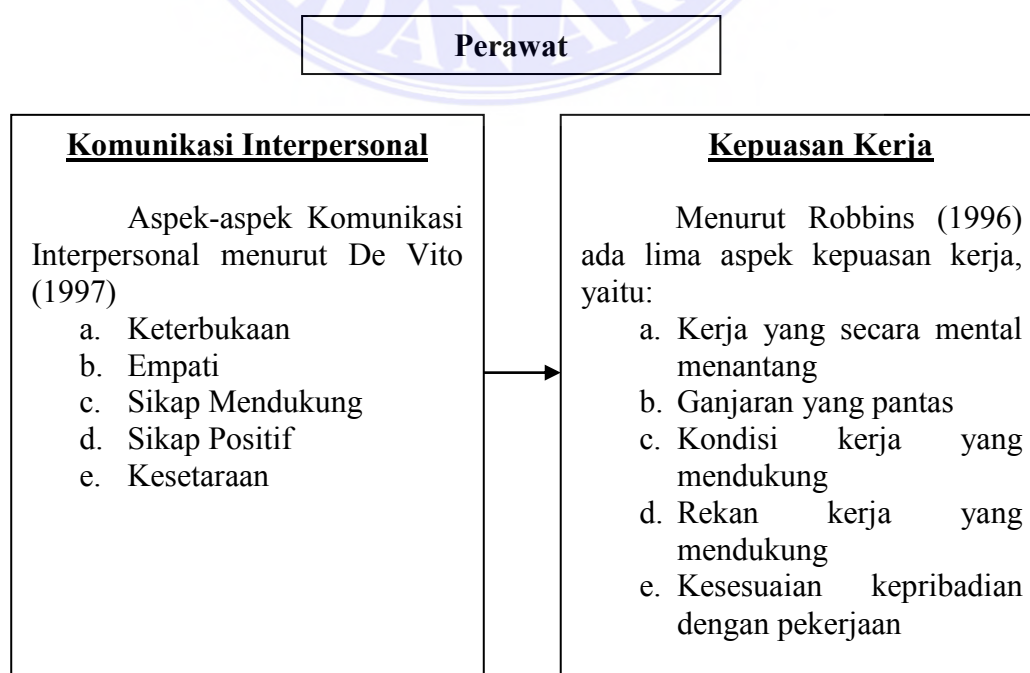 DAN AR
Perawat
Komunikasi Interpersonal
Aspek-aspek Komunikasi
Interpersonal menurut De Vito
(1997)
a. Keterbukaan
b. Empati
c. Sikap Mendukung
d. Sikap Positif
e. Kesetaraan
Kepuasan Kerja
Menurut Robbins (1996)
ada lima aspek kepuasan kerja,
yaitu:
a. Kerja yang secara mental
menantang
b. Ganjaran yang pantas
c. Kondisi kerja yang
mendukung
d. Rekan kerja yang
mendukung
e. Kesesuaian kepribadian
dengan pekerjaan